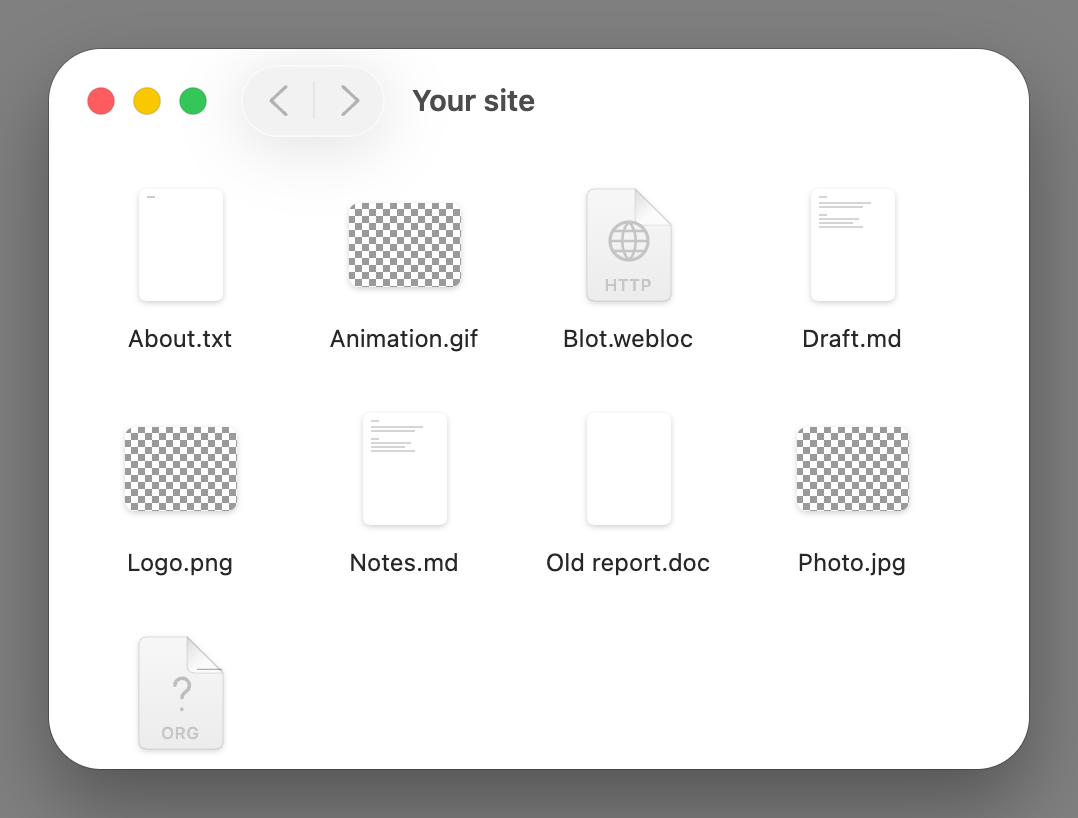 Your site
HTTP
About.txt
Animation.gif
Blot.webloc
Draft.md
Logo.png
Notes.md
Old report.doc
Photo.jpg
?
ORG